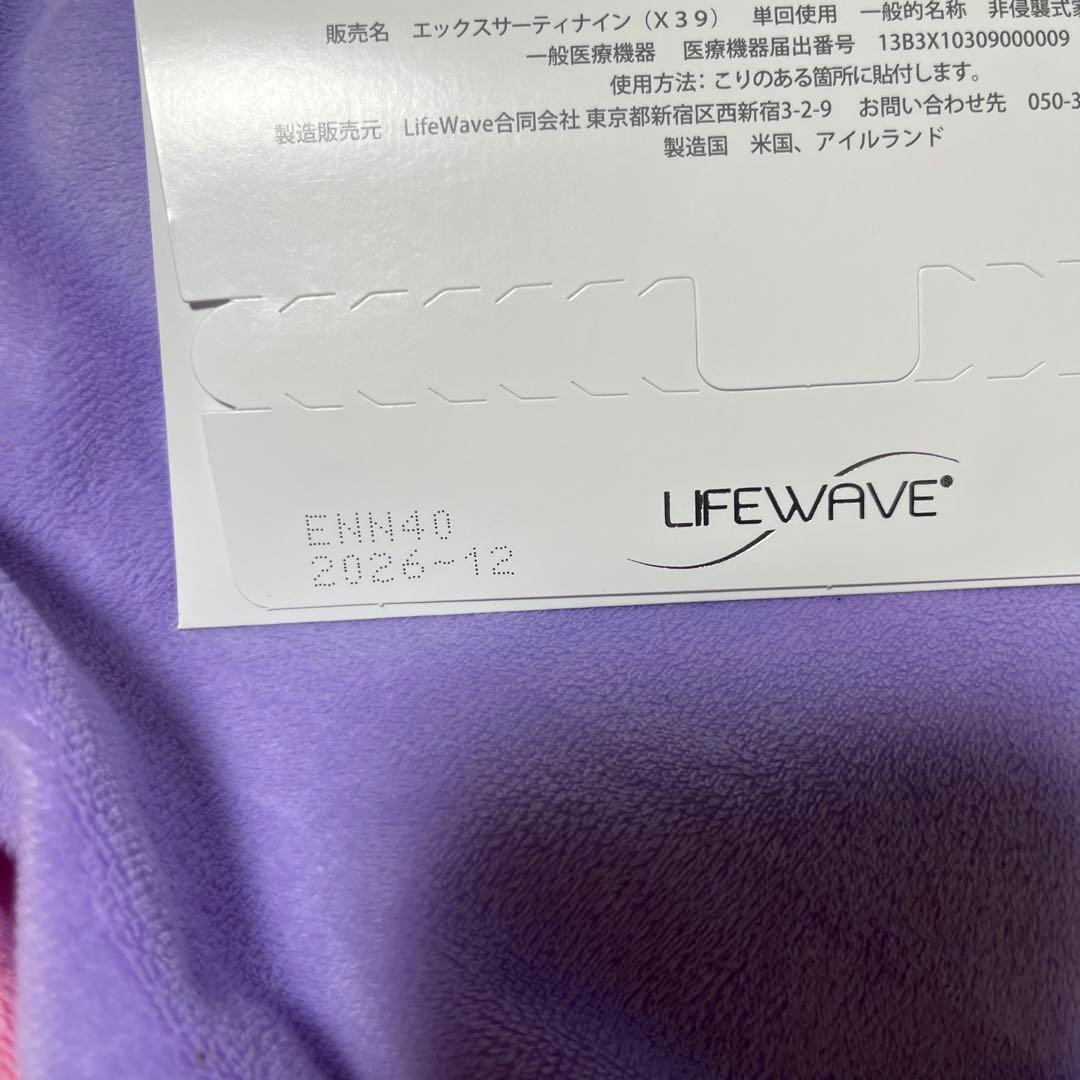 販売名 エックスサーティナイン(X39) 単回使用 一般的名称 非侵襲式家
一般医療機器 医療機器届出番号 13B3X10309000009
使用方法: こりのある箇所に貼付します。
製造販売元 LifeWave合同会社 東京都新宿区西新宿3-2-9 お問い合わせ先 050-3
製造国 米国、アイルランド
LIFEWAVE®
ENN40
2026-12